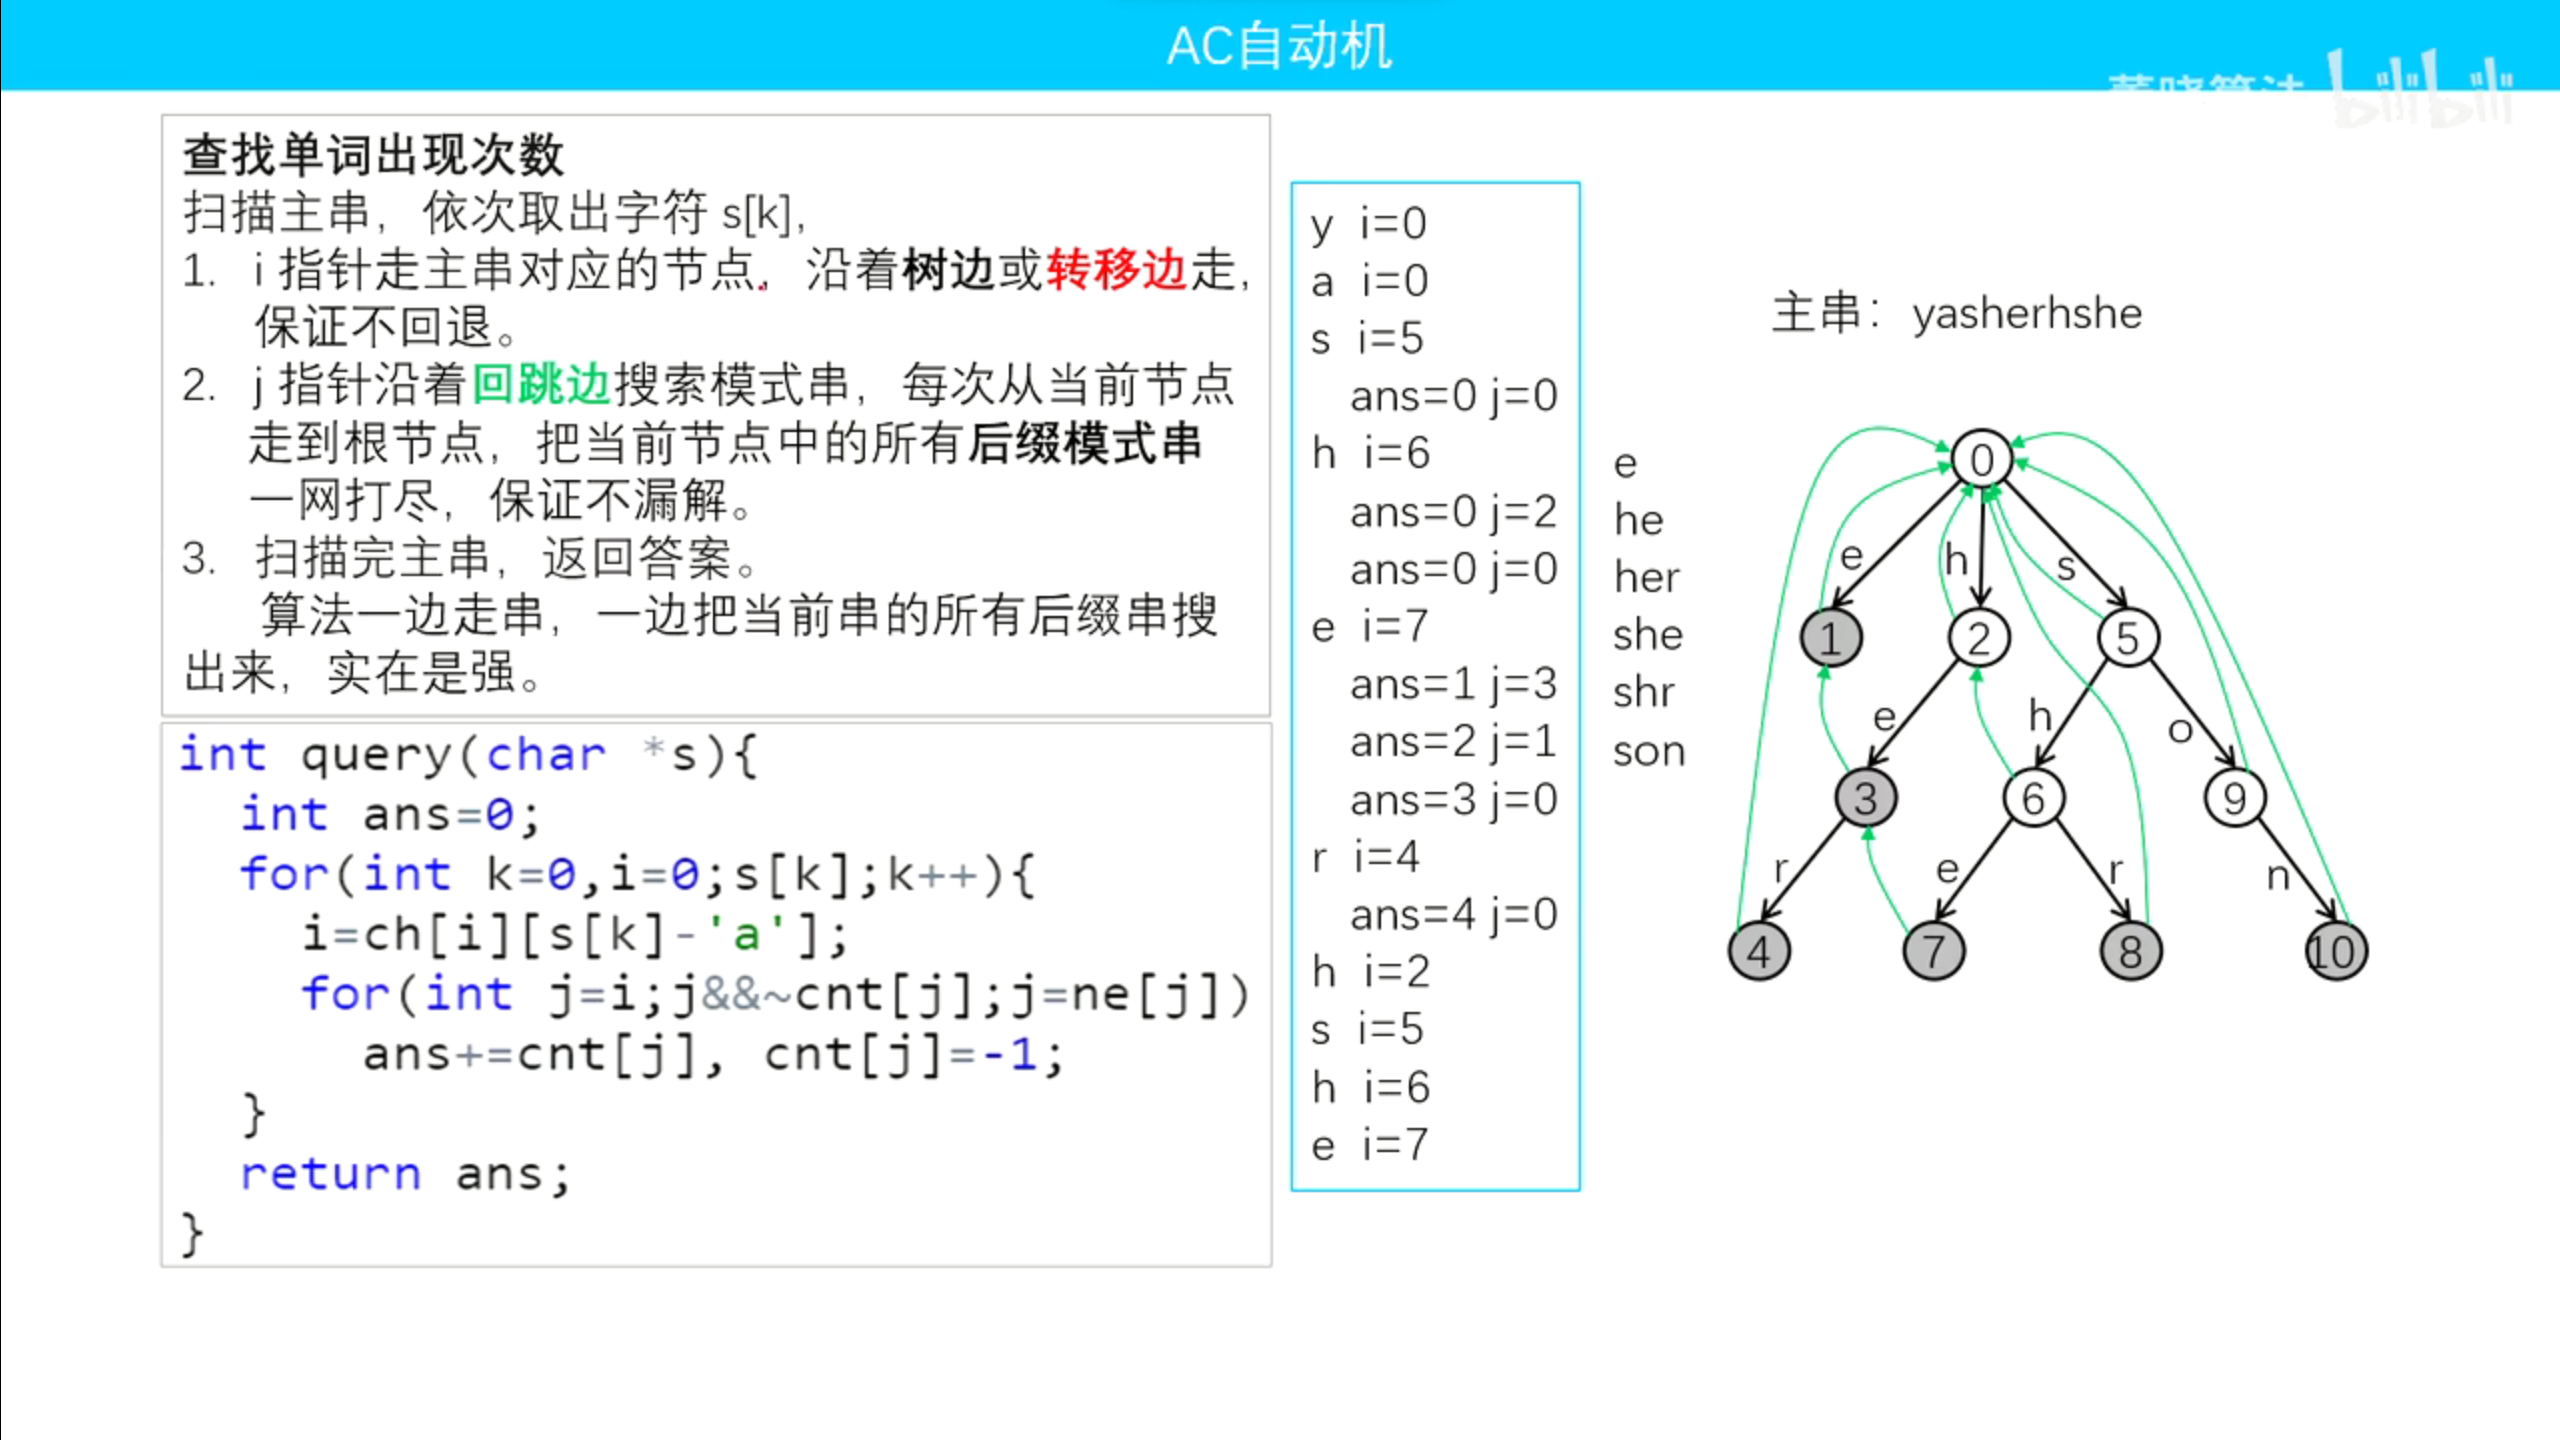 AC自动机
bilibili
查找单词出现次数
扫描主串，依次取出字符 s[k],
1. i 指针走主串对应的节点，沿着树边或转移边走，
保证不回退。
2. j 指针沿着回跳边搜索模式串，每次从当前节点
走到根节点，把当前节点中的所有后缀模式串
一网打尽，保证不漏解。
3. 扫描完主串，返回答案。
算法一边走串，一边把当前串的所有后缀串搜
出来，实在是强。
int query(char *s){
int ans=0;
for(int k=0,i=0;s[k];k++){
i=ch[i][s[k]-'a'];
for(int j=i;j&&~cnt[j];j=ne[j])
ans+=cnt[j], cnt[j]=-1;
}
return ans;
}
y i=0
a i=0
s i=5
ans=0 j=0
h i=6
ans=0 j=2
ans=0 j=0
e i=7
ans=1 j=3
ans=2 j=1
ans=3 j=0
r i=4
ans=4 j=0
h i=2
s i=5
h i=6
e i=7
e
he
her
she
shr
son
主串：yasherhshe
0
e h s
1 2 5
e h o
3 6 9
r e r n
4 7 8 10